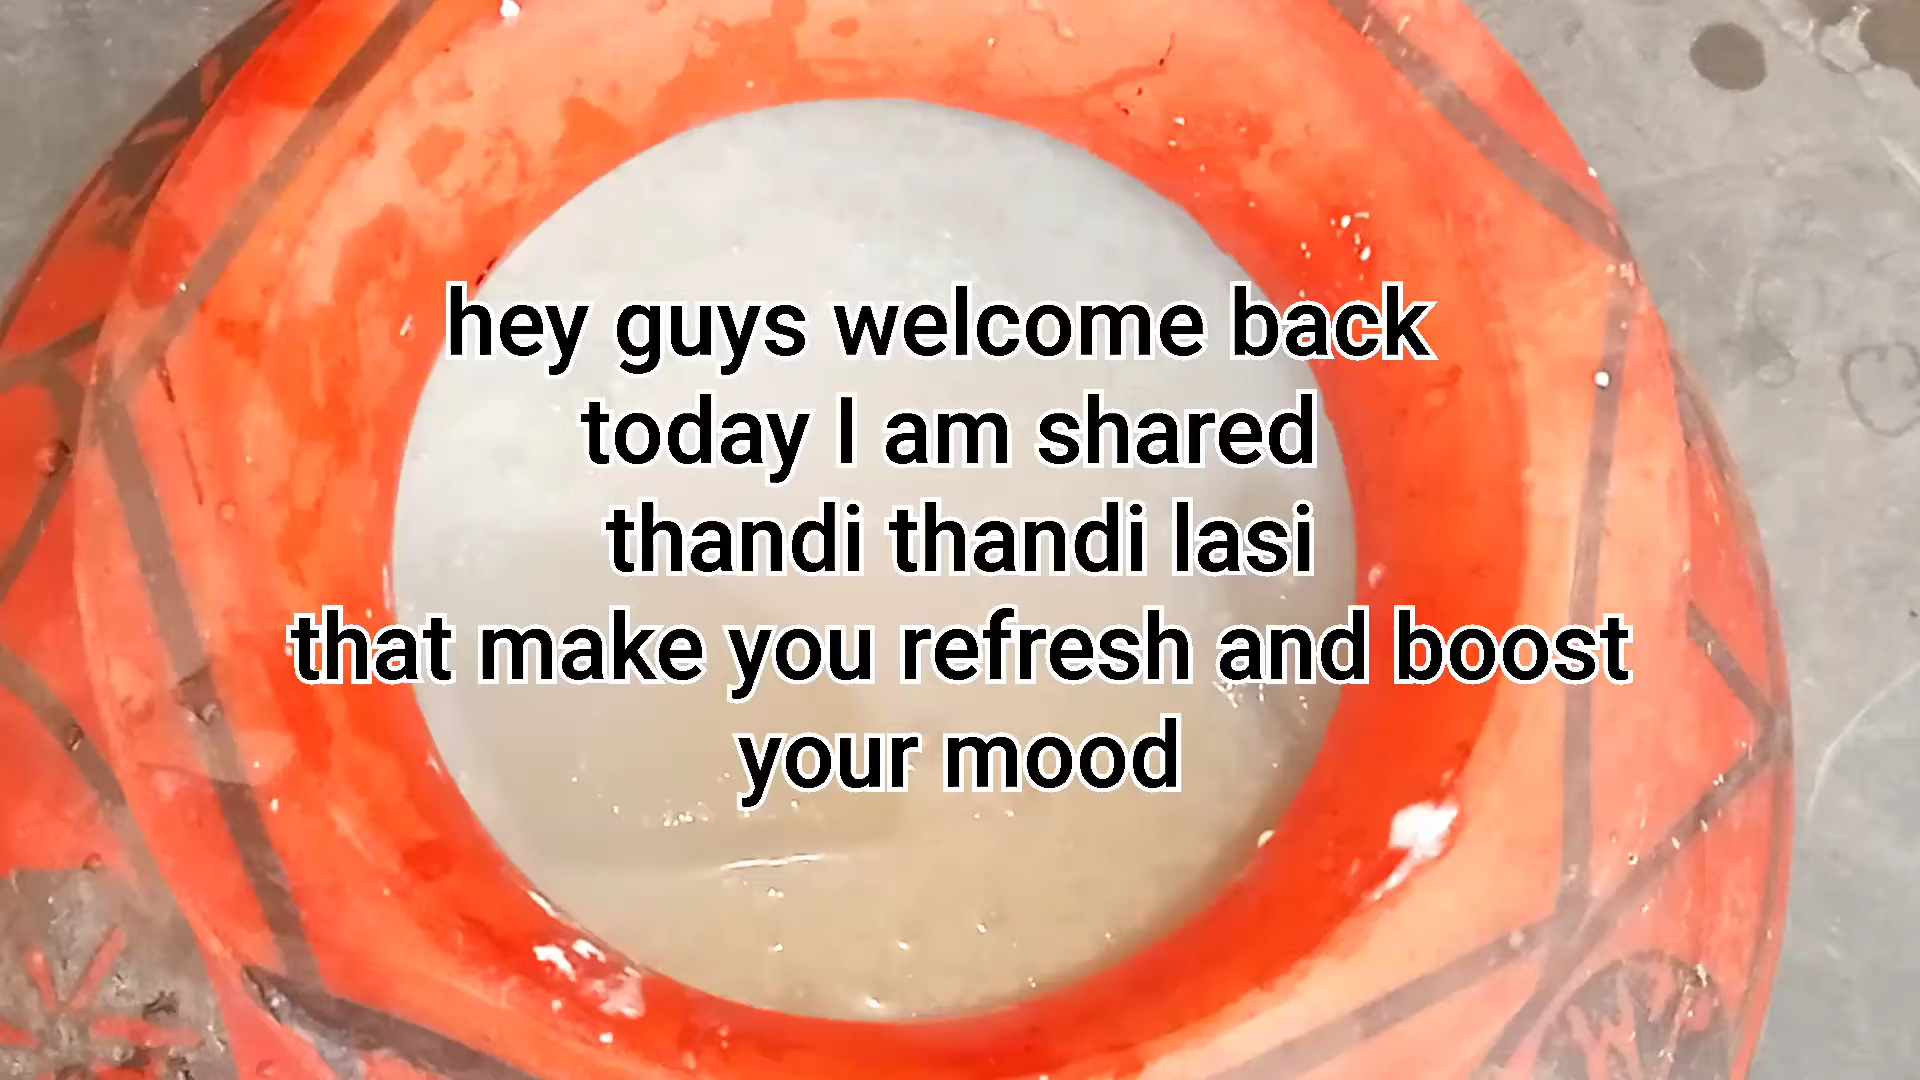 hey guys welcome back
today I am shared
thandi thandi lasi
that make you refresh and boost
your mood